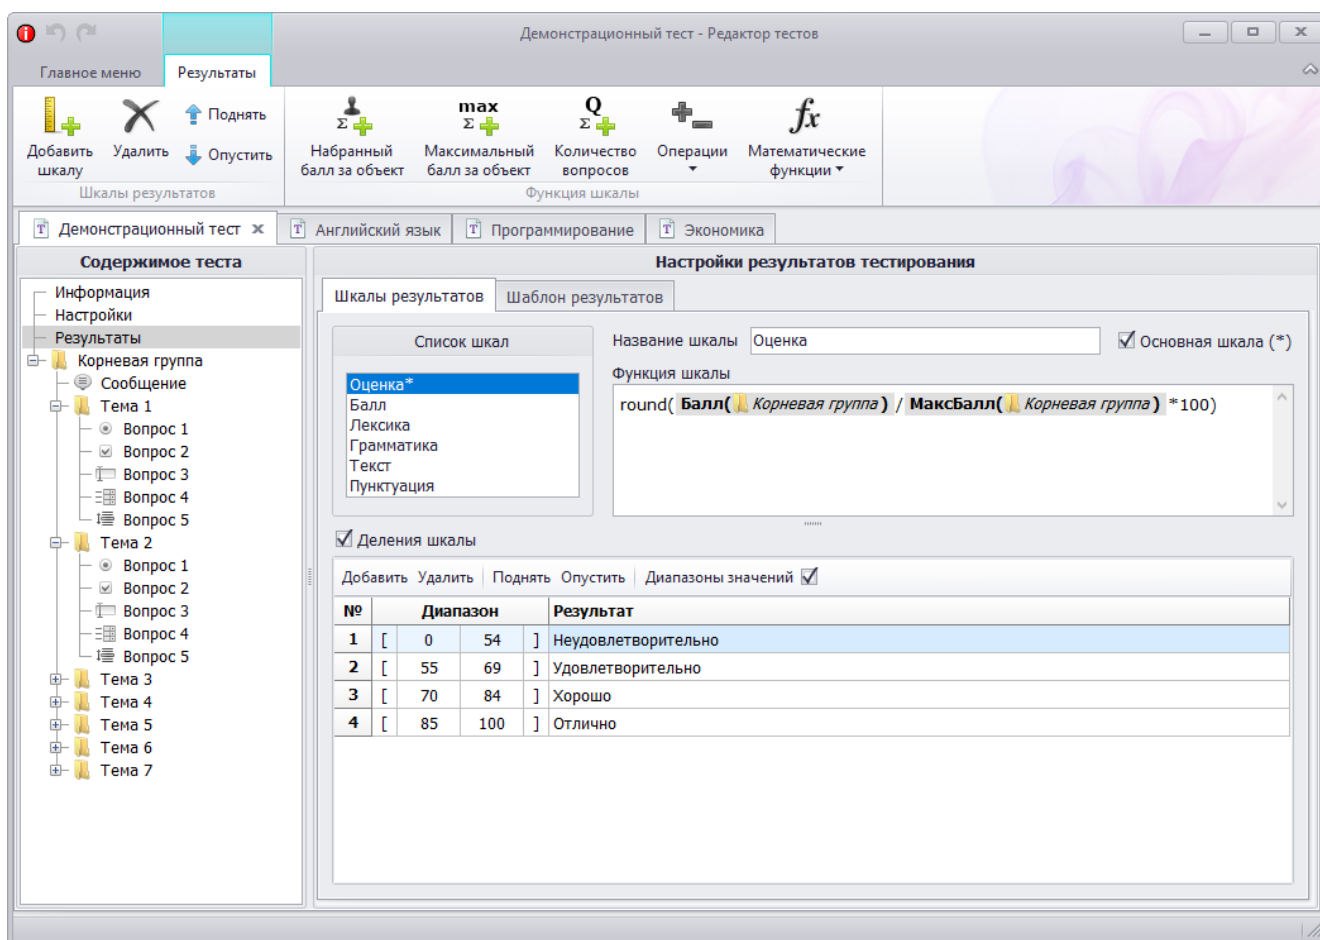 Демонстрационный тест - Редактор тестов
Главное меню
Результаты
Добавить шкалу
Удалить
Поднять
Опустить
Шкалы результатов
Набранный балл за объект
max
Максимальный балл за объект
Q
Количество вопросов
Операции
fx
Математические функции
Функция шкалы
Демонстрационный тест
Английский язык
Программирование
Экономика
Содержимое теста
Информация
Настройки
Результаты
Корневая группа
Сообщение
Тема 1
Вопрос 1
Вопрос 2
Вопрос 3
Вопрос 4
Вопрос 5
Тема 2
Вопрос 1
Вопрос 2
Вопрос 3
Вопрос 4
Вопрос 5
Тема 3
Тема 4
Тема 5
Тема 6
Тема 7
Настройки результатов тестирования
Шкалы результатов
Шаблон результатов
Список шкал
Оценка*
Балл
Лексика
Грамматика
Текст
Пунктуация
Название шкалы Оценка
Основная шкала (*)
Функция шкалы
round( Балл( Корневая группа ) / МаксБалл( Корневая группа ) *100)
Деления шкалы
Добавить Удалить Поднять Опустить Диапазоны значений
№ Диапазон Результат
1 [ 0 54 ] Неудовлетворительно
2 [ 55 69 ] Удовлетворительно
3 [ 70 84 ] Хорошо
4 [ 85 100 ] Отлично